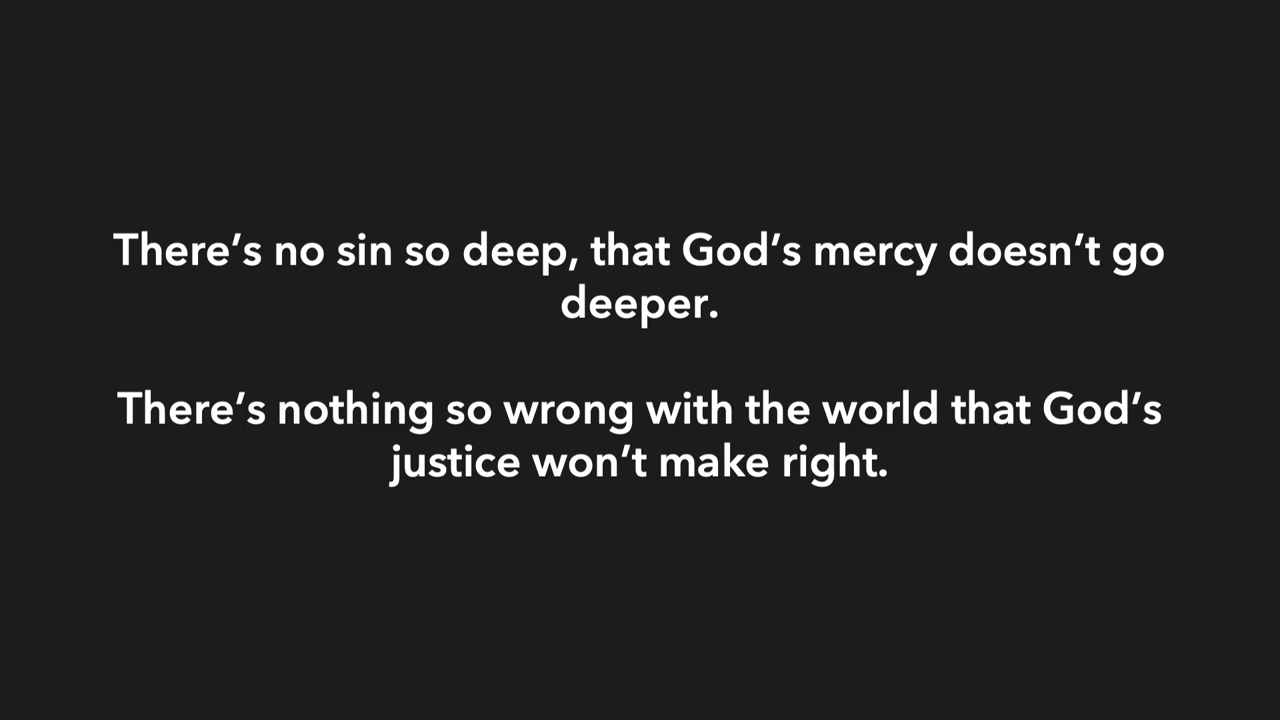 There’s no sin so deep, that God’s mercy doesn’t go
deeper.
There’s nothing so wrong with the world that God’s
justice won’t make right.